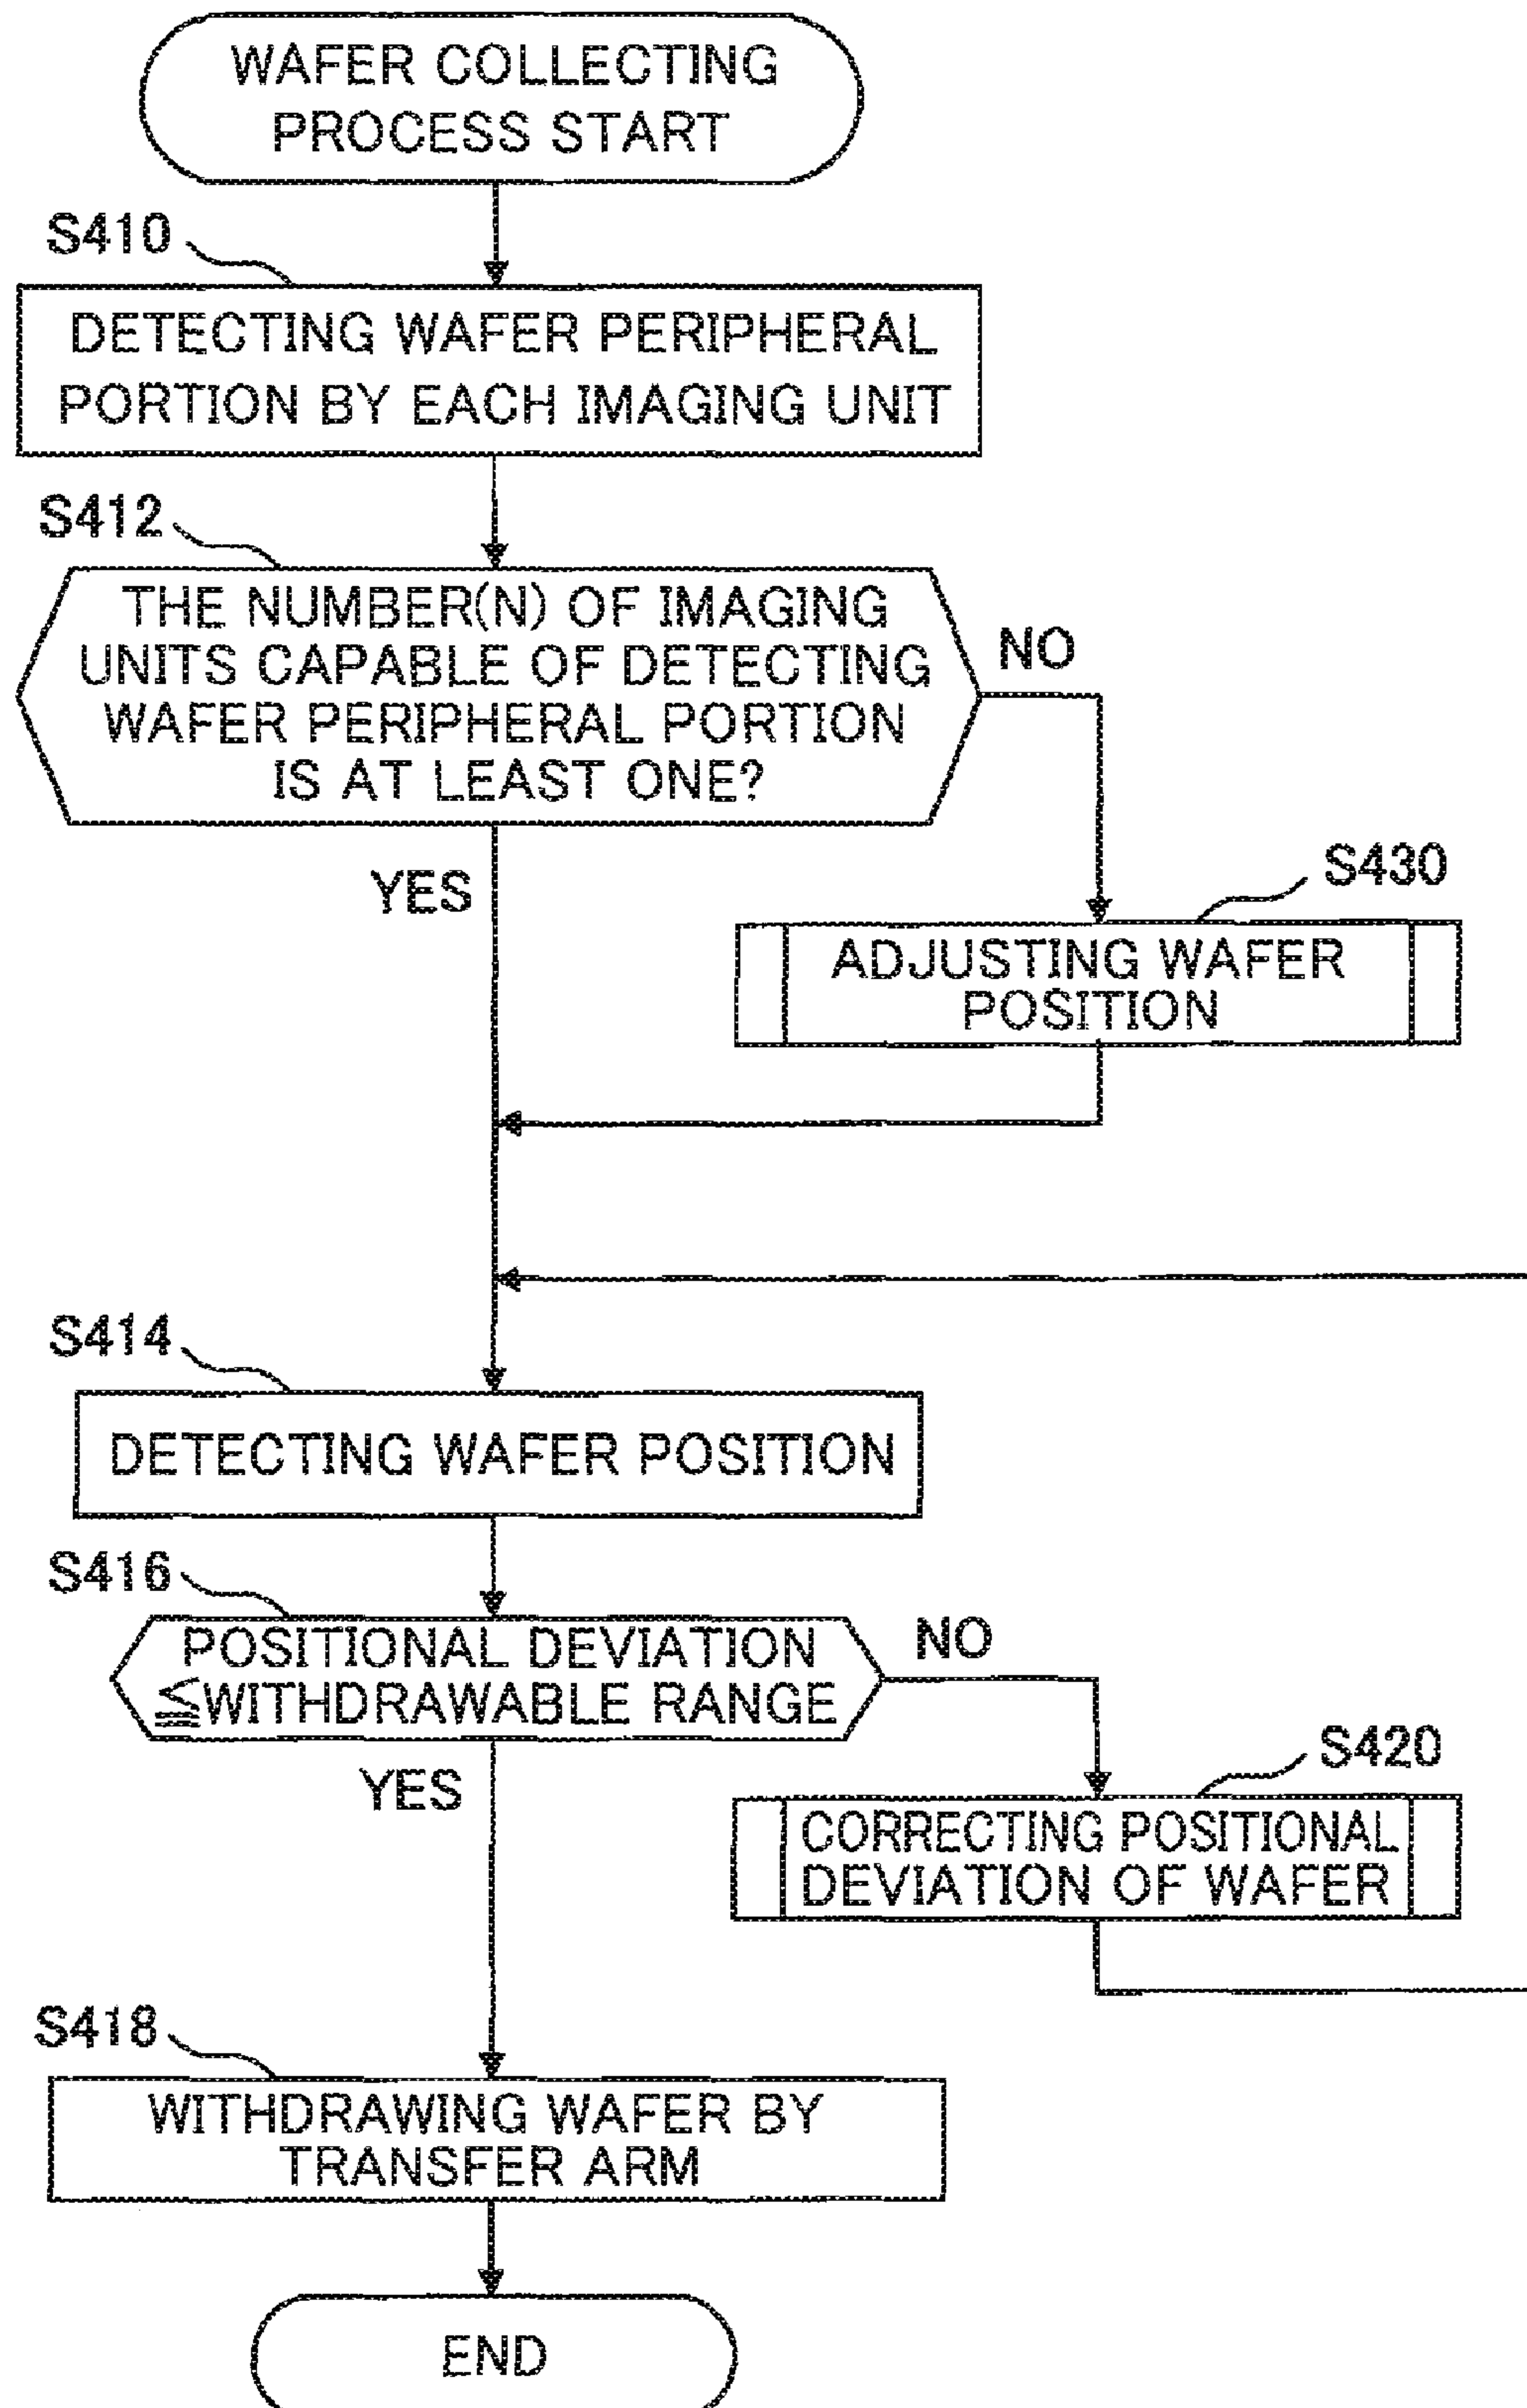 WAFER COLLECTING
PROCESS START
S410
DETECTING WAFER PERIPHERAL
PORTION BY EACH IMAGING UNIT
S412
THE NUMBER(N) OF IMAGING
UNITS CAPABLE OF DETECTING
WAFER PERIPHERAL PORTION
IS AT LEAST ONE?
NO
YES
S430
ADJUSTING WAFER
POSITION
S414
DETECTING WAFER POSITION
S416
POSITIONAL DEVIATION
≦WITHDRAWABLE RANGE
NO
YES
S420
CORRECTING POSITIONAL
DEVIATION OF WAFER
S418
WITHDRAWING WAFER BY
TRANSFER ARM
END